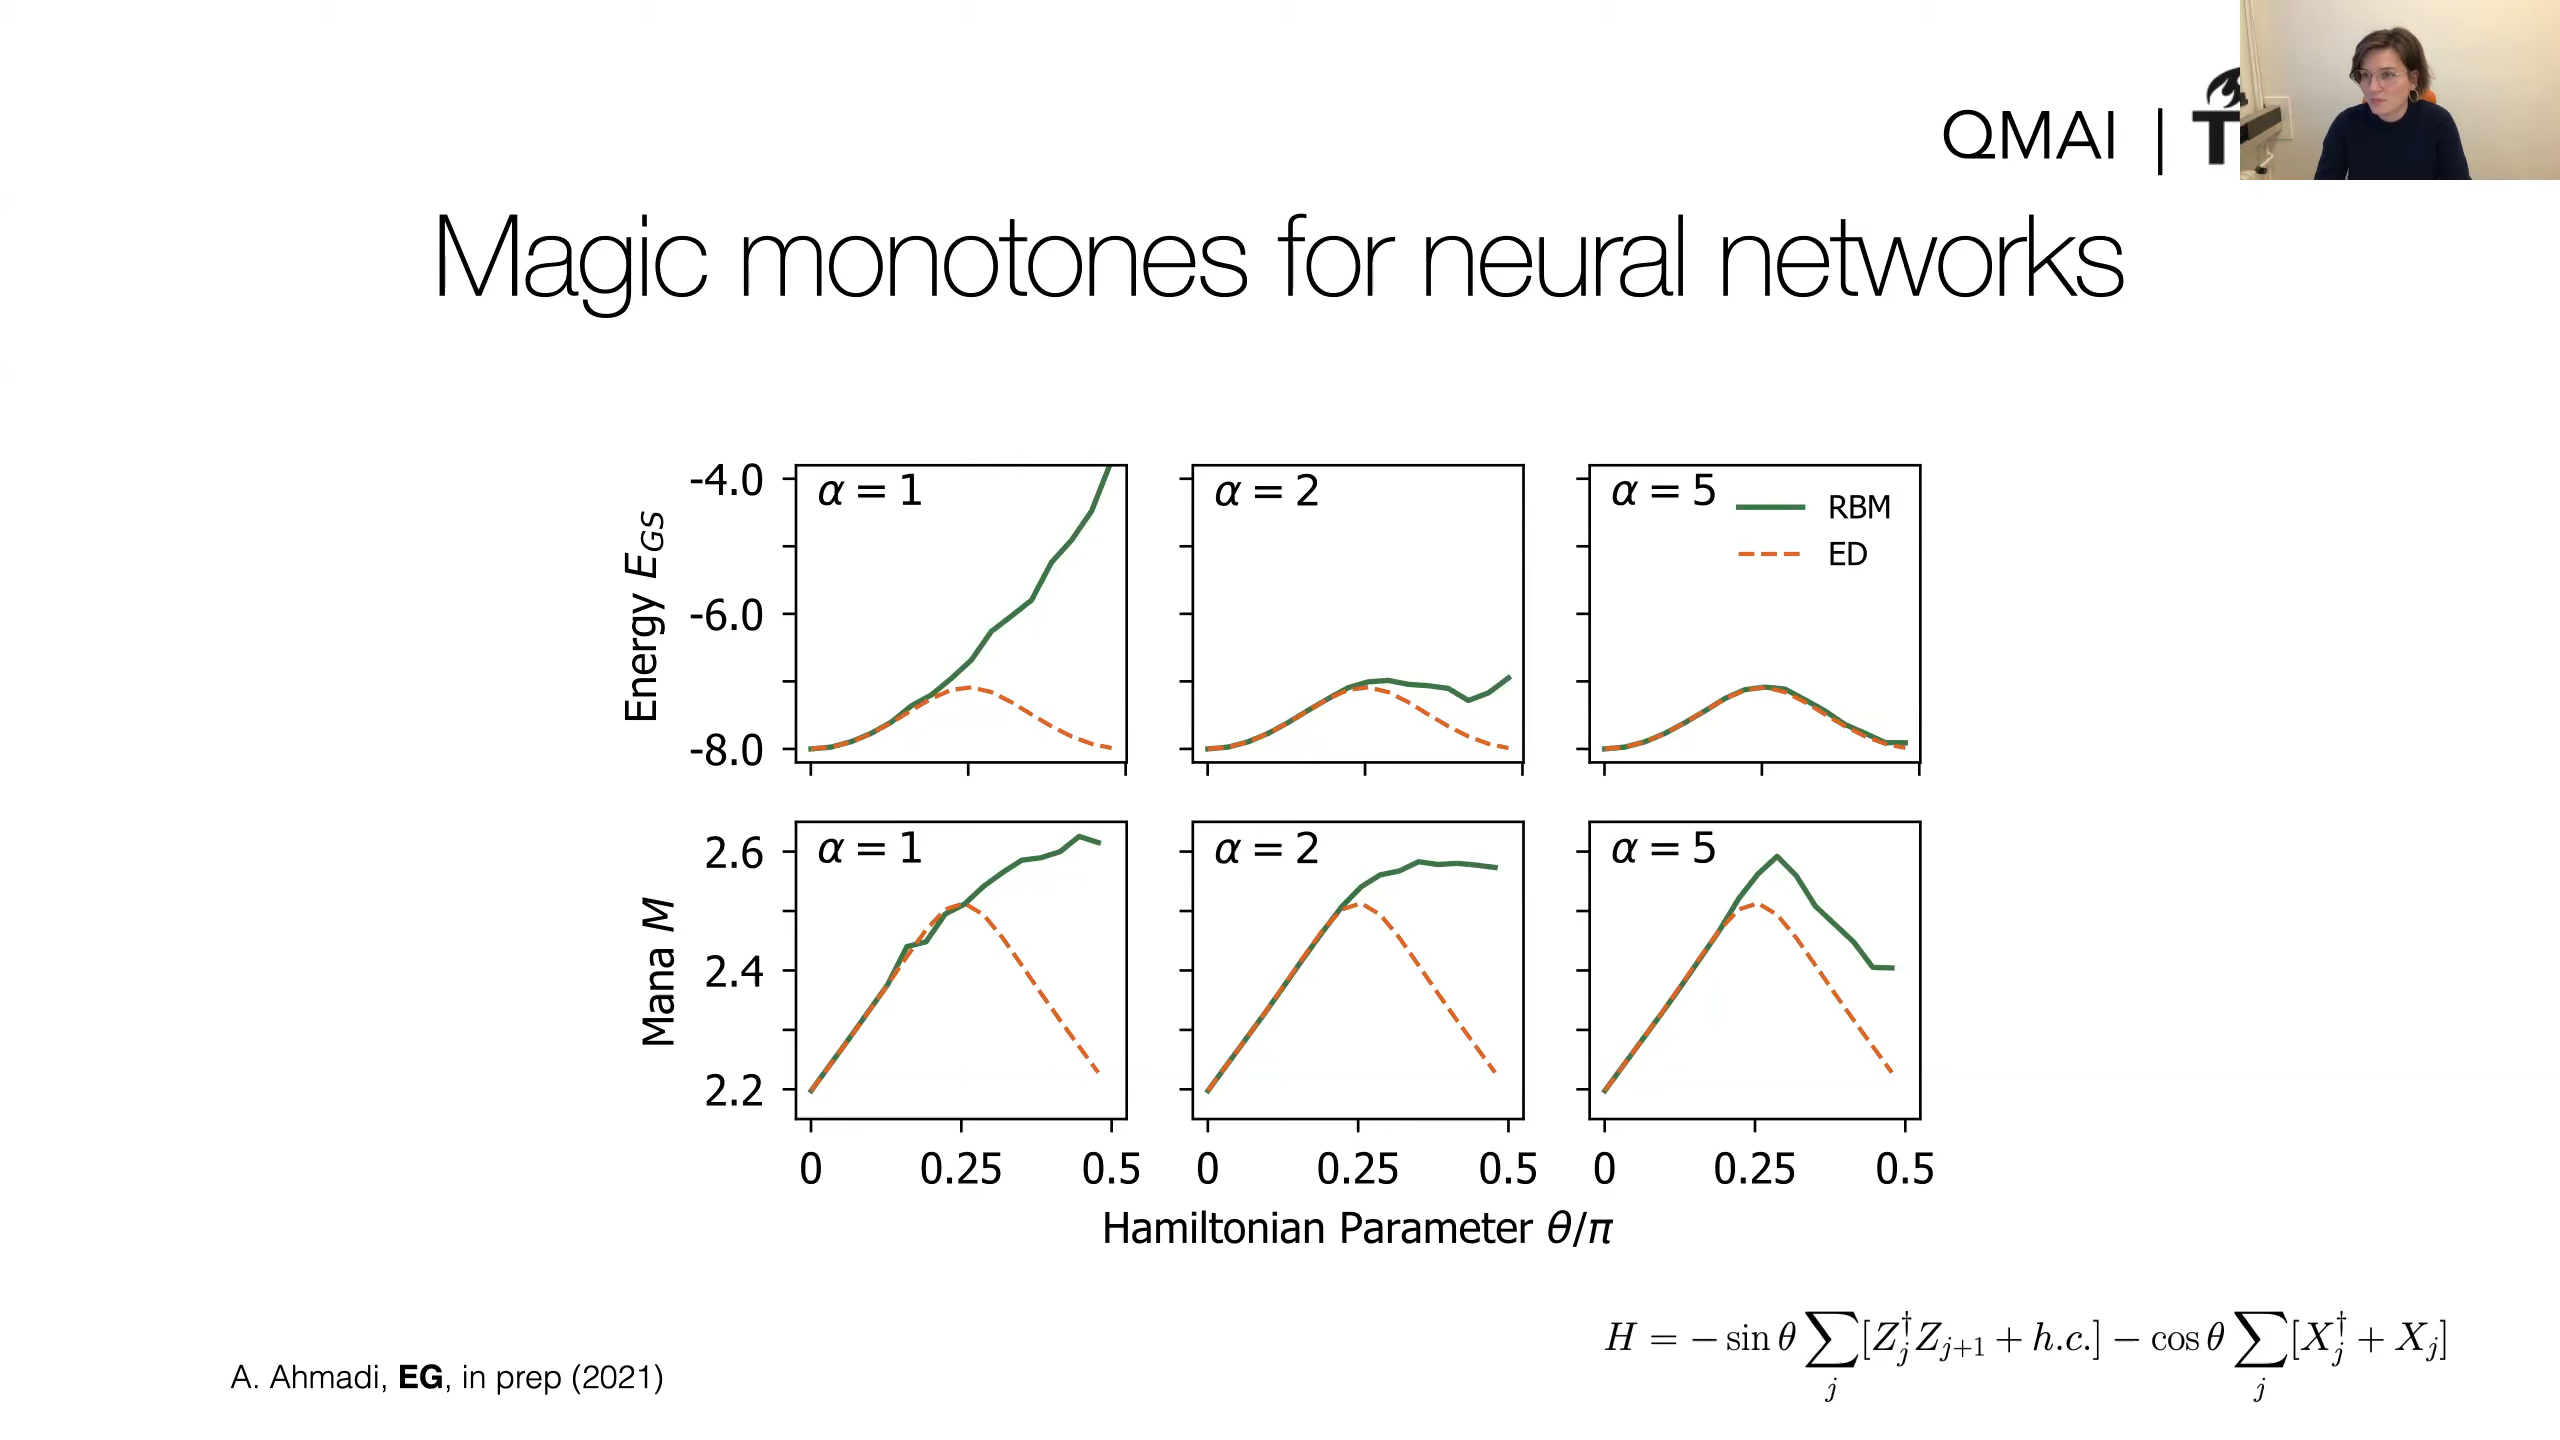 QMAI | T
Magic monotones for neural networks
Energy E_GS
-4.0
-6.0
-8.0
α = 1
α = 2
α = 5
RBM
ED
Mana M
2.6
2.4
2.2
α = 1
α = 2
α = 5
0 0.25 0.5 0 0.25 0.5 0 0.25 0.5
Hamiltonian Parameter θ/π
H = − sin θ ∑_j [Z_j^† Z_{j+1} + h.c.] − cos θ ∑_j [X_j^† + X_j]
A. Ahmadi, EG, in prep (2021)